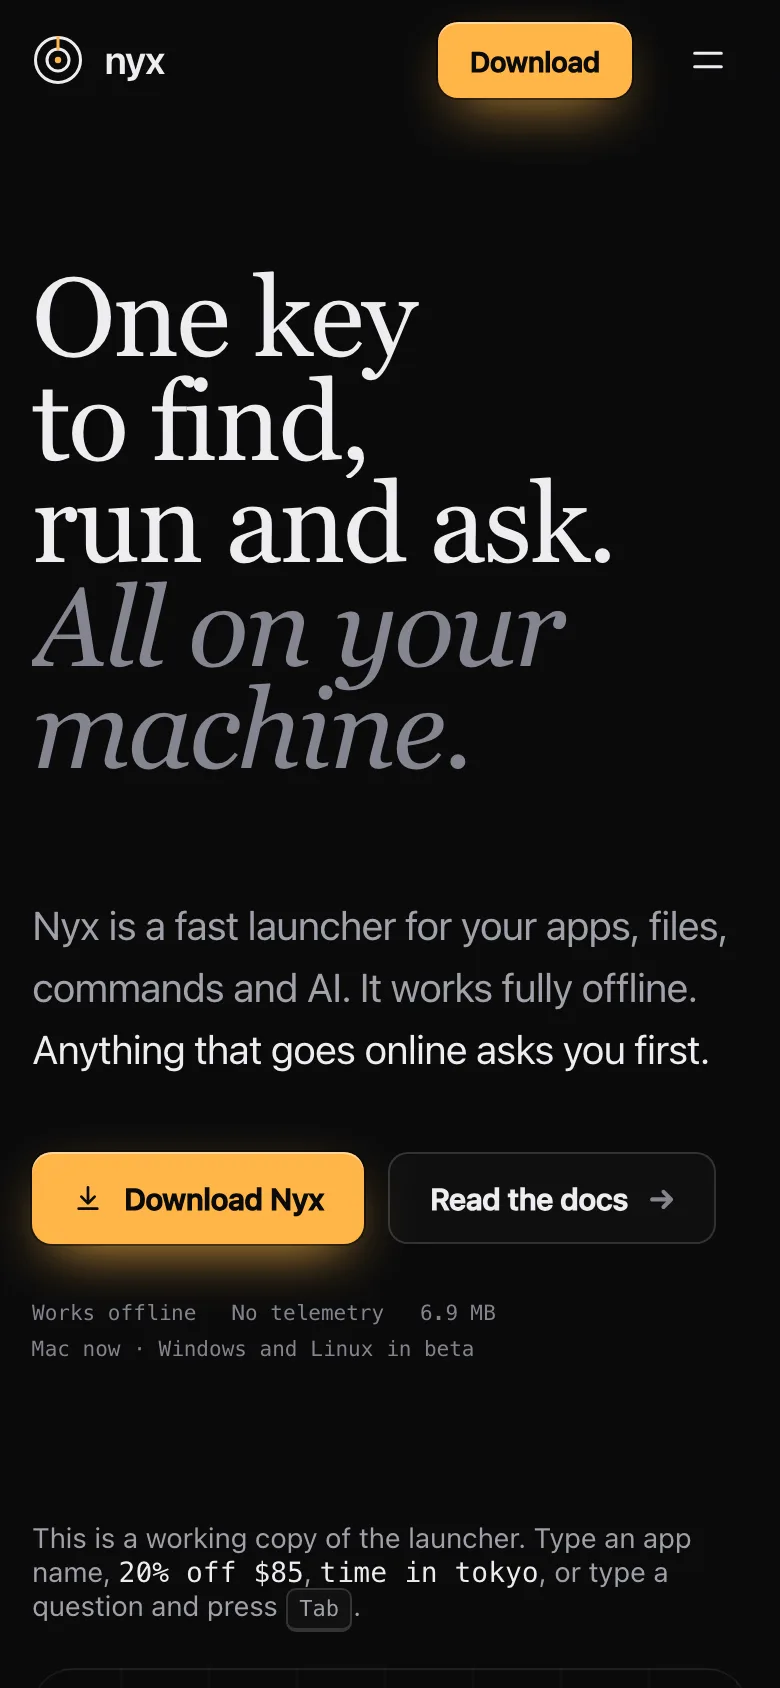 nyx
Download
One key
to find,
run and ask.
All on your
machine.
Nyx is a fast launcher for your apps, files,
commands and AI. It works fully offline.
Anything that goes online asks you first.
Download Nyx
Read the docs →
Works offline No telemetry 6.9 MB
Mac now · Windows and Linux in beta
This is a working copy of the launcher. Type an app
name, 20% off $85, time in tokyo, or type a
question and press Tab.